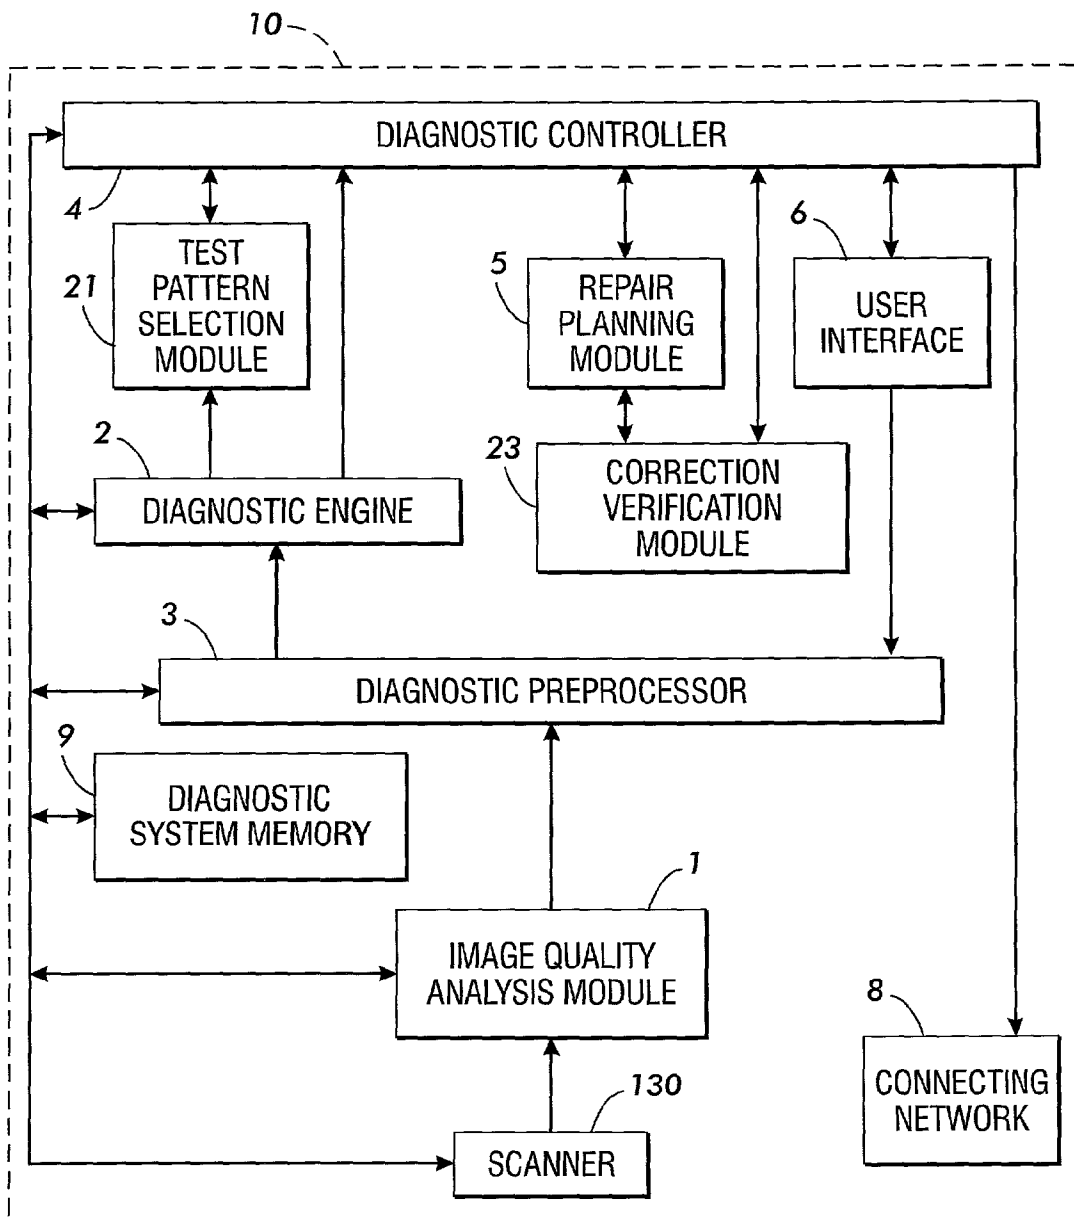 10
DIAGNOSTIC CONTROLLER
4
6
TEST
PATTERN
SELECTION
MODULE
21
5
REPAIR
PLANNING
MODULE
USER
INTERFACE
2
DIAGNOSTIC ENGINE
23
CORRECTION
VERIFICATION
MODULE
3
DIAGNOSTIC PREPROCESSOR
9
DIAGNOSTIC
SYSTEM MEMORY
1
IMAGE QUALITY
ANALYSIS MODULE
8
CONNECTING
NETWORK
130
SCANNER